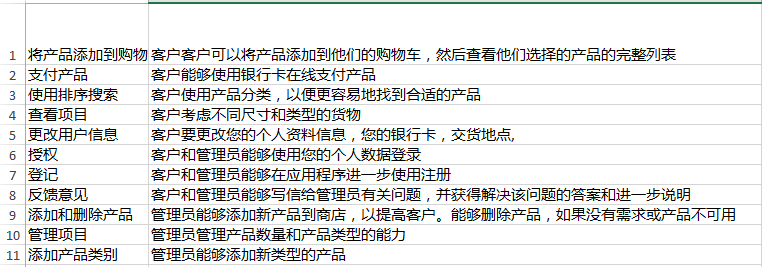 1 将产品添加到购物 客户客户可以将产品添加到他们的购物车，然后查看他们选择的产品的完整列表
2 支付产品 客户能够使用银行卡在线支付产品
3 使用排序搜索 客户使用产品分类，以便更容易地找到合适的产品
4 查看项目 客户考虑不同尺寸和类型的货物
5 更改用户信息 客户要更改您的个人资料信息，您的银行卡，交货地点,
6 授权 客户和管理员能够使用您的个人数据登录
7 登记 客户和管理员能够在应用程序进一步使用注册
8 反馈意见 客户和管理员能够写信给管理员有关问题，并获得解决该问题的答案和进一步说明
9 添加和删除产品 管理员能够添加新产品到商店，以提高客户。能够删除产品，如果没有需求或产品不可用
10 管理项目 管理员管理产品数量和产品类型的能力
11 添加产品类别 管理员能够添加新类型的产品